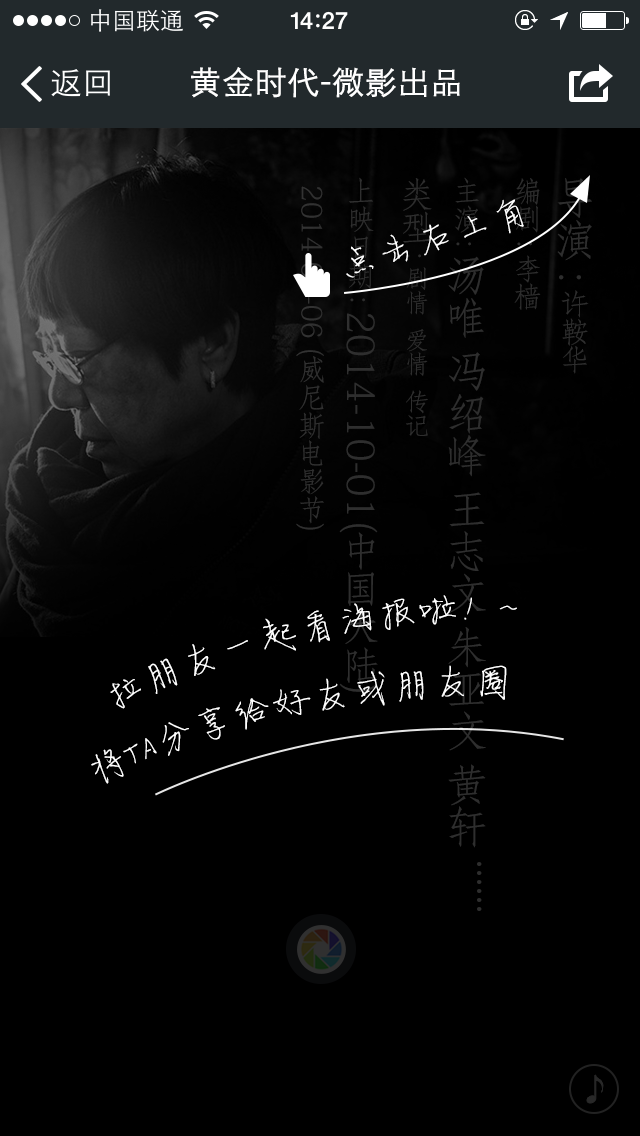 中国联通 14:27
返回 黄金时代-微影出品
导演：许鞍华
编剧 李樯
主演：汤唯 冯绍峰 王志文 朱亚文 黄轩 ……
类型：剧情 爱情 传记
上映日期：2014-10-01(中国大陆)
2014 06 (威尼斯电影节)
点击右上角
拉朋友一起看海报啦！~
将TA分享给好友或朋友圈